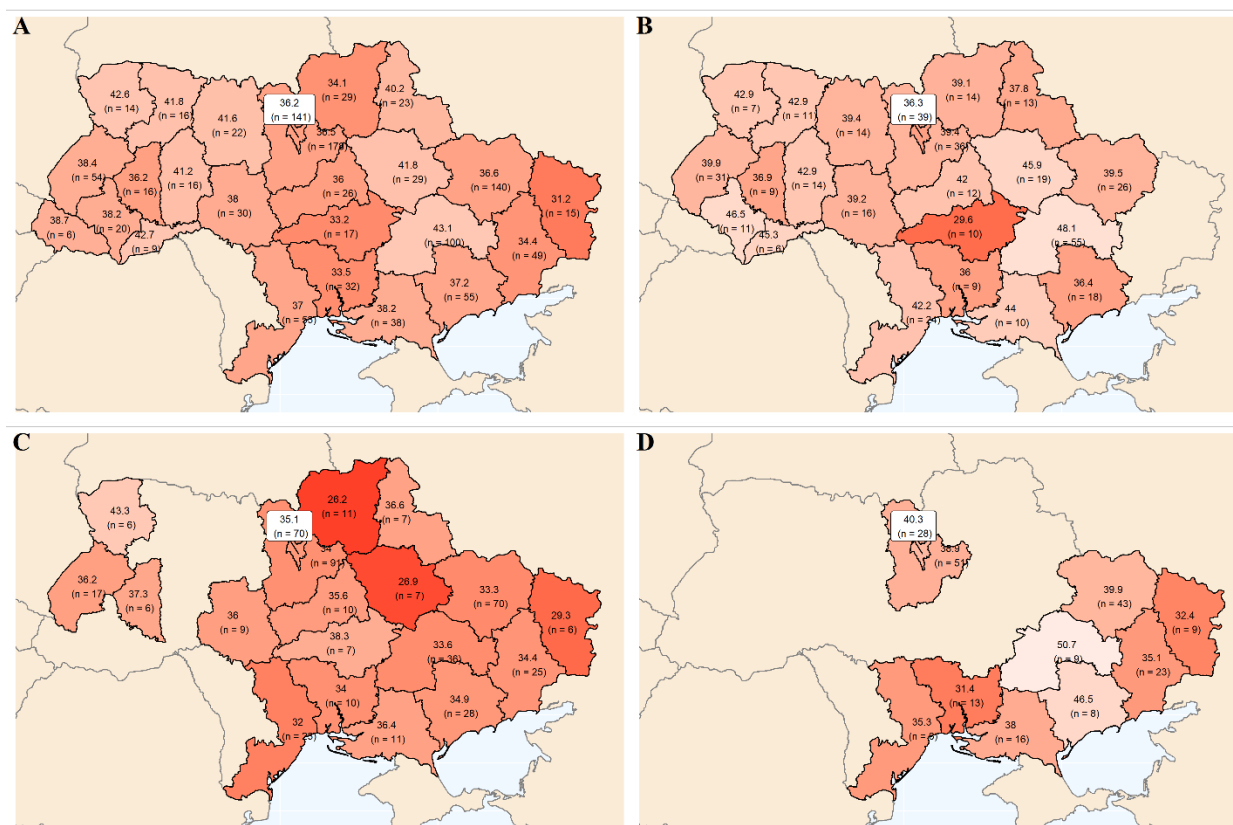 A
34.1
(n = 29)
40.2
(n = 23)
42.6
(n = 14)
41.8
(n = 16)
36.2
(n = 141)
41.6
(n = 22)
38.4
(n = 54)
36.2
(n = 16)
41.2
(n = 16)
36
(n = 26)
41.8
(n = 29)
36.6
(n = 140)
31.2
(n = 15)
38.7
(n = 6)
38.2
(n = 20)
42.7
(n = 9)
38
(n = 30)
33.2
(n = 17)
43.1
(n = 100)
34.4
(n = 49)
33.5
(n = 32)
37.2
(n = 55)
37
38.2
(n = 38)
B
39.1
(n = 14)
37.8
(n = 13)
42.9
(n = 7)
42.9
(n = 11)
36.3
(n = 39)
39.4
(n = 14)
39.4
(n = 36)
39.9
(n = 31)
36.9
(n = 9)
42.9
(n = 14)
42
(n = 12)
45.9
(n = 19)
39.5
(n = 26)
46.5
(n = 11)
45.3
(n = 6)
39.2
(n = 16)
29.6
(n = 10)
48.1
(n = 55)
36
(n = 9)
36.4
(n = 18)
42.2
(n = 24)
44
(n = 10)
C
26.2
(n = 11)
36.6
(n = 7)
43.3
(n = 6)
35.1
(n = 70)
34
(n = 91)
36.2
(n = 17)
37.3
(n = 6)
35.6
(n = 10)
26.9
(n = 7)
33.3
(n = 70)
29.3
(n = 6)
36
(n = 9)
38.3
(n = 7)
33.6
(n = 36)
34.4
(n = 25)
34
(n = 10)
34.9
(n = 28)
32
36.4
(n = 11)
D
40.3
(n = 28)
38.9
(n = 51)
39.9
(n = 43)
32.4
(n = 9)
50.7
(n = 9)
35.1
(n = 23)
31.4
(n = 13)
46.5
(n = 8)
35.3
38
(n = 16)